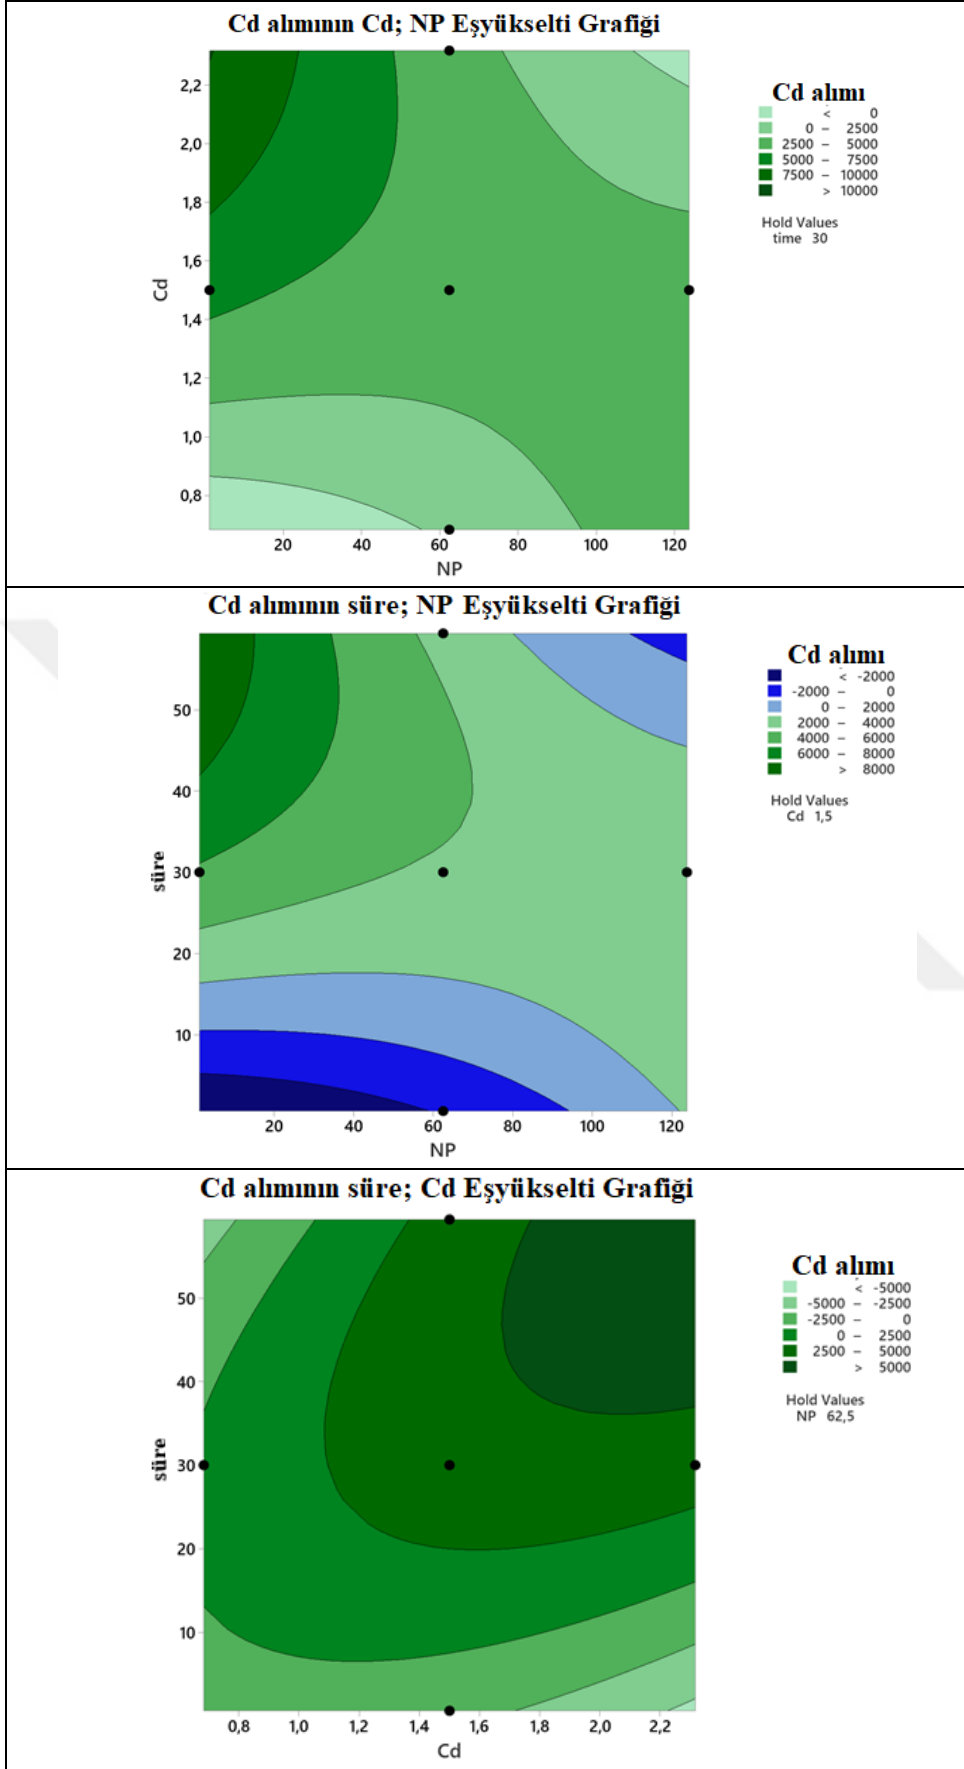 Cd alımının Cd; NP Eşyükselti Grafiği
Cd alımı
< 0
0 – 2500
2500 – 5000
5000 – 7500
7500 – 10000
> 10000
Hold Values
time 30
Cd
2,2
2,0
1,8
1,6
1,4
1,2
1,0
0,8
20 40 60 80 100 120
NP
Cd alımının süre; NP Eşyükselti Grafiği
Cd alımı
< -2000
-2000 – 0
0 – 2000
2000 – 4000
4000 – 6000
6000 – 8000
> 8000
Hold Values
Cd 1,5
süre
50
40
30
20
10
20 40 60 80 100 120
NP
Cd alımının süre; Cd Eşyükselti Grafiği
Cd alımı
< -5000
-5000 – -2500
-2500 – 0
0 – 2500
2500 – 5000
> 5000
Hold Values
NP 62,5
süre
50
40
30
20
10
0,8 1,0 1,2 1,4 1,6 1,8 2,0 2,2
Cd